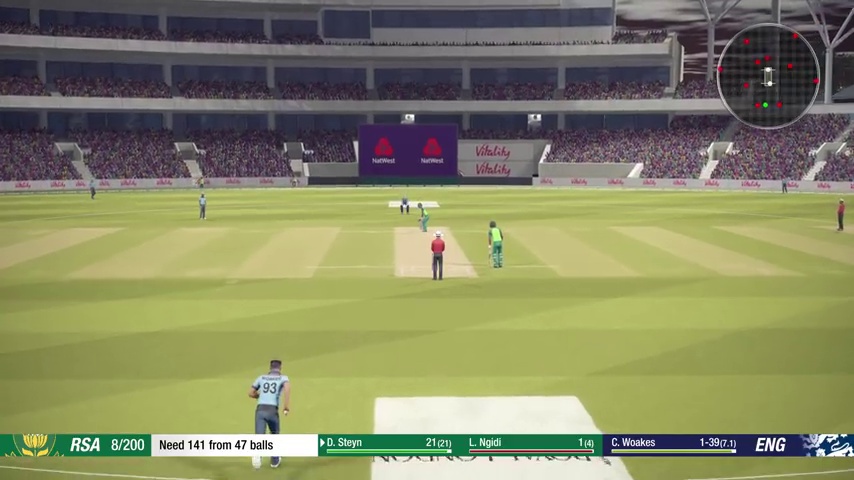 NatWest
NatWest
Vitality
Vitality
93
RSA 8/200 Need 141 from 47 balls D. Steyn 21 (21) L. Ngidi 1 (4) C. Woakes 1-39 (7.1) ENG